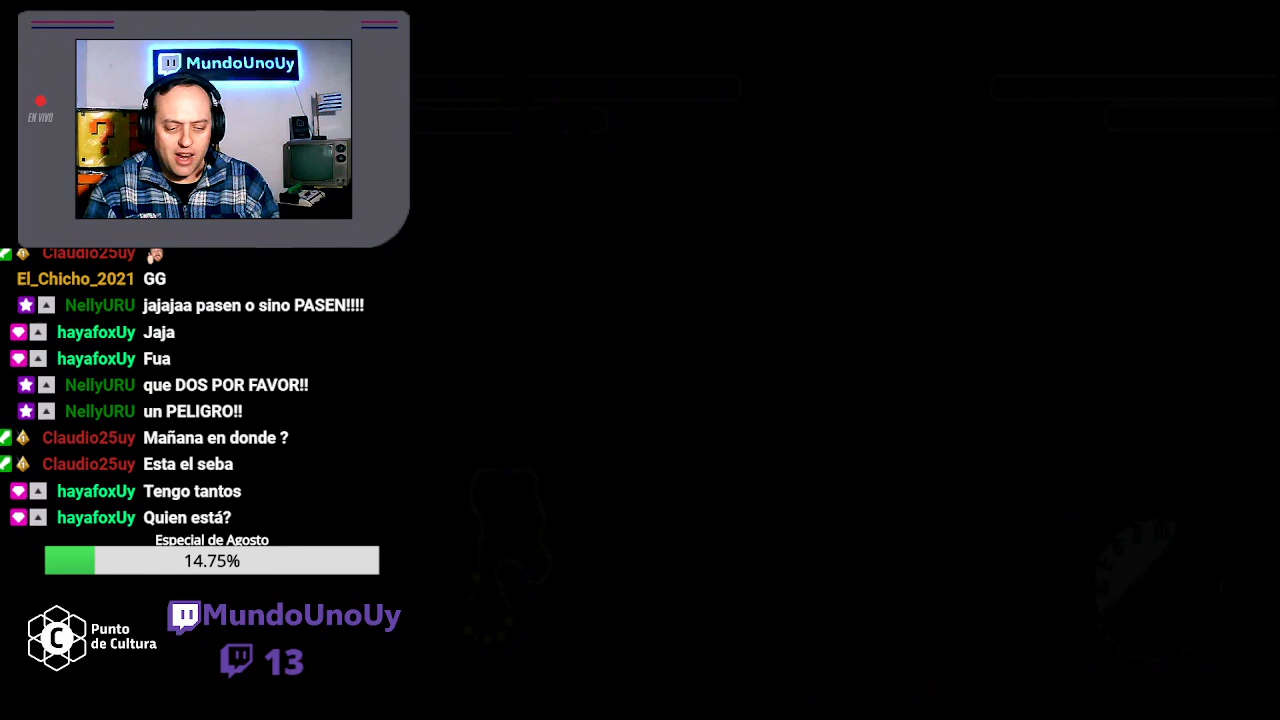 MundoUnoUy
EN VIVO
Claudio25uy
El_Chicho_2021 GG
NellyURU jajajaa pasen o sino PASEN!!!!
hayafoxUy Jaja
hayafoxUy Fua
NellyURU que DOS POR FAVOR!!
NellyURU un PELIGRO!!
Claudio25uy Mañana en donde ?
Claudio25uy Esta el seba
hayafoxUy Tengo tantos
hayafoxUy Quien está?
Especial de Agosto
14.75%
MundoUnoUy
C Punto
de Cultura
13